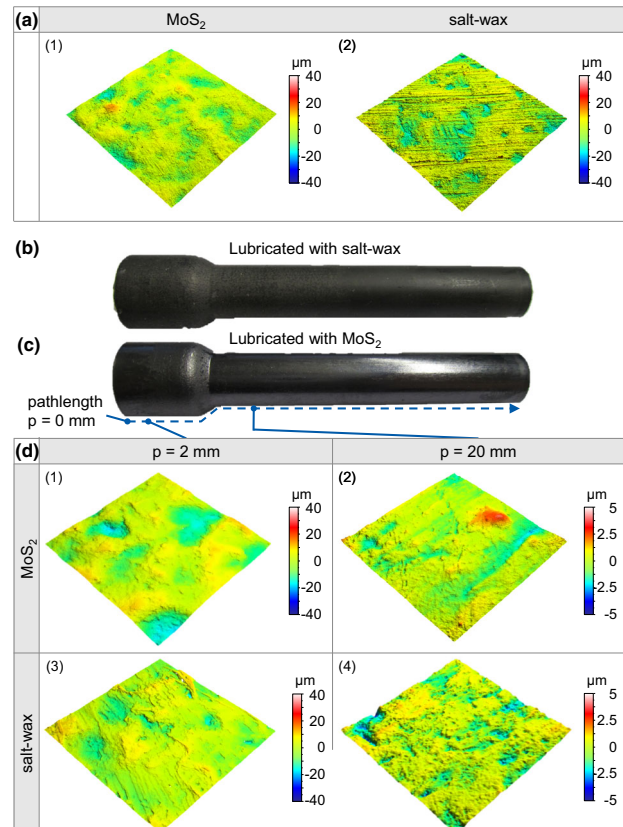 (a) MoS₂ salt-wax
(1) µm 40 20 0 -20 -40
(2) µm 40 20 0 -20 -40
(b) Lubricated with salt-wax
(c) Lubricated with MoS₂
pathlength
p = 0 mm
(d) p = 2 mm p = 20 mm
MoS₂
(1) µm 40 20 0 -20 -40
(2) µm 5 2.5 0 -2.5 -5
salt-wax
(3) µm 40 20 0 -20 -40
(4) µm 5 2.5 0 -2.5 -5